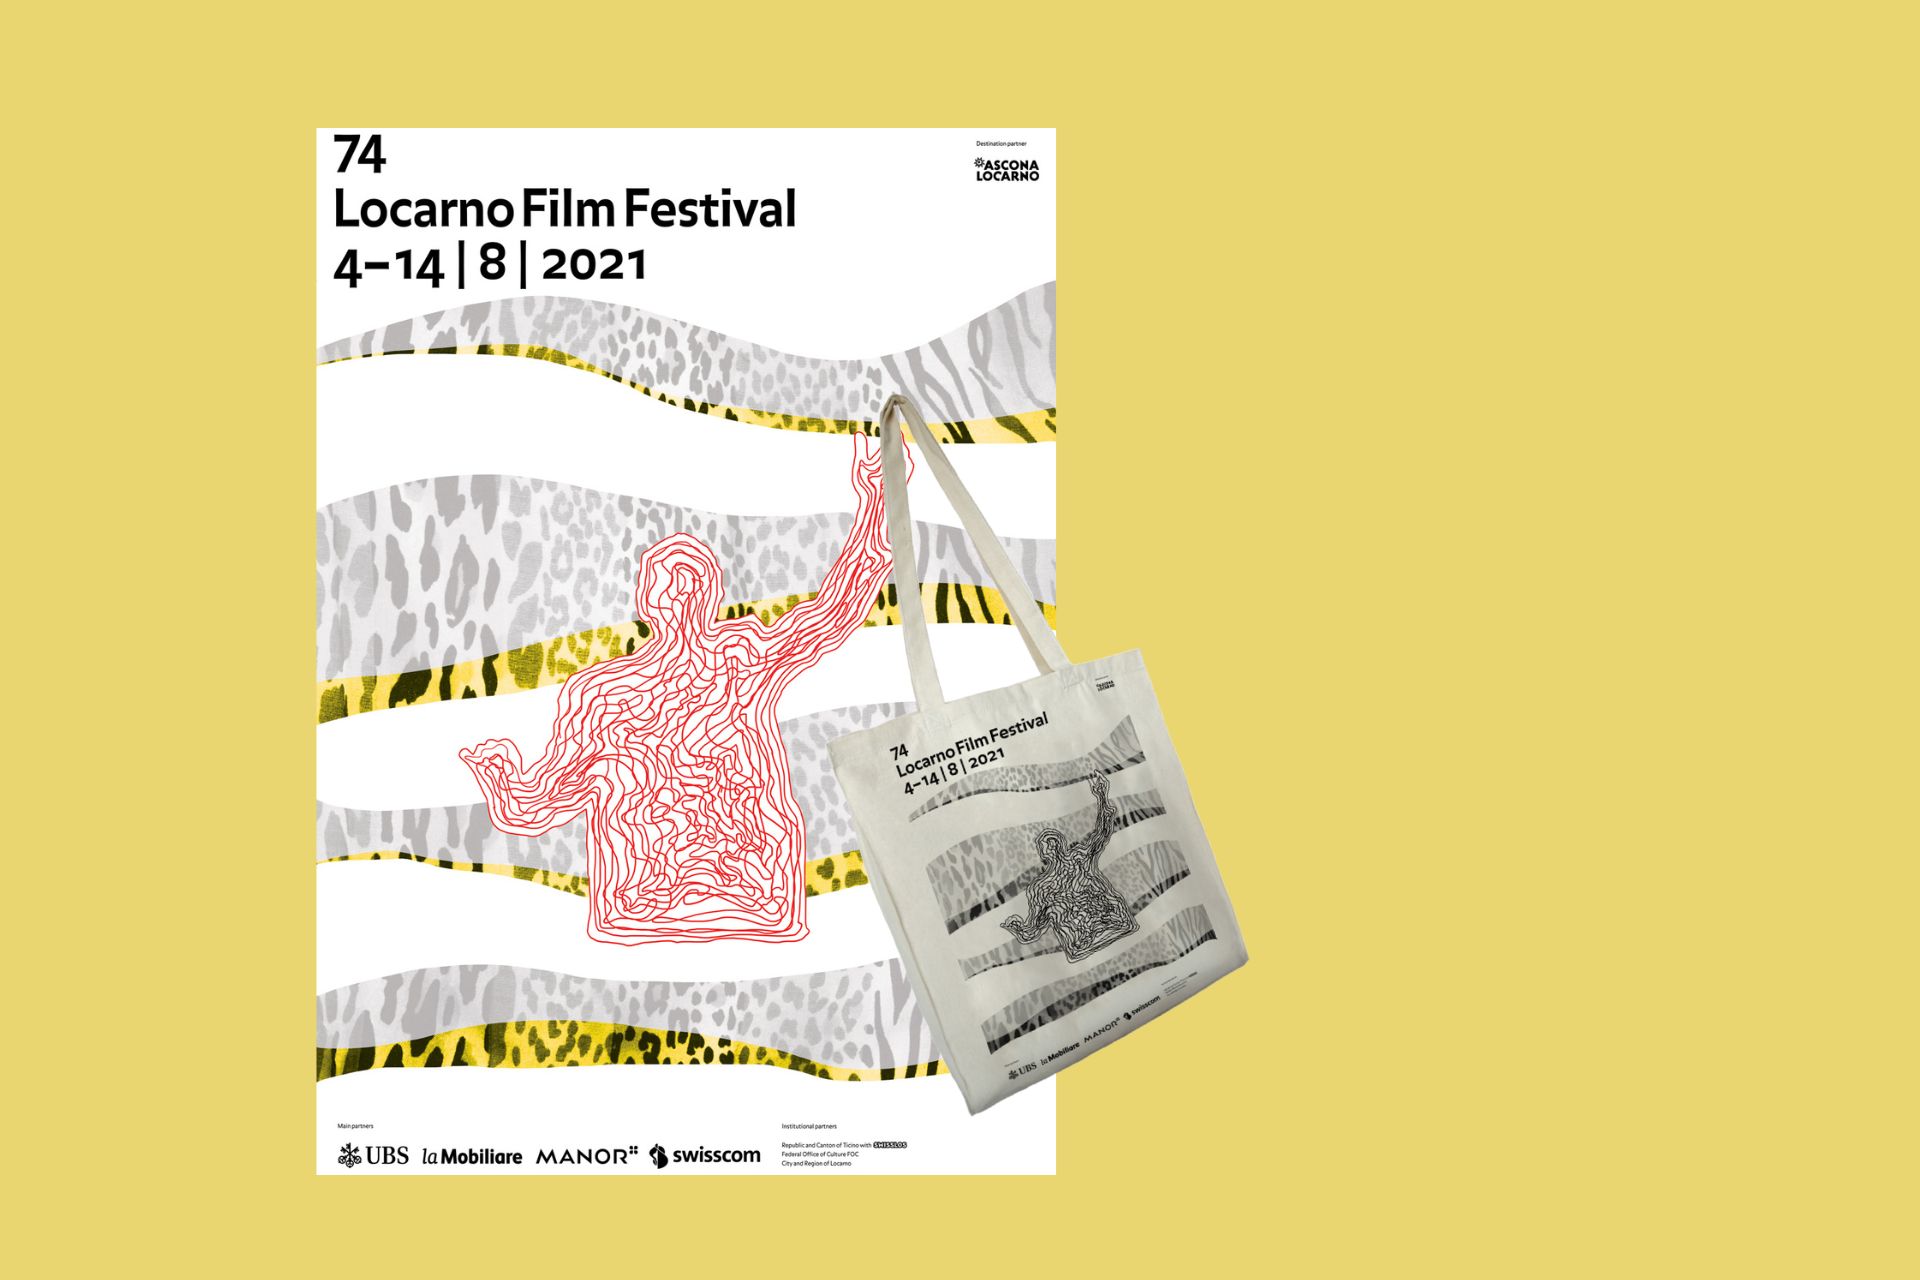 74
Locarno Film Festival
4–14 | 8 | 2021
Destination partner
ASCONA
LOCARNO
Main partners
UBS la Mobiliare MANOR swisscom
Institutional partners
Republic and Canton of Ticino with SWISSLOS
Federal Office of Culture FOC
City and Region of Locarno
ASCONA
LOCARNO
74
Locarno Film Festival
4–14 | 8 | 2021
UBS la Mobiliare MANOR swisscom